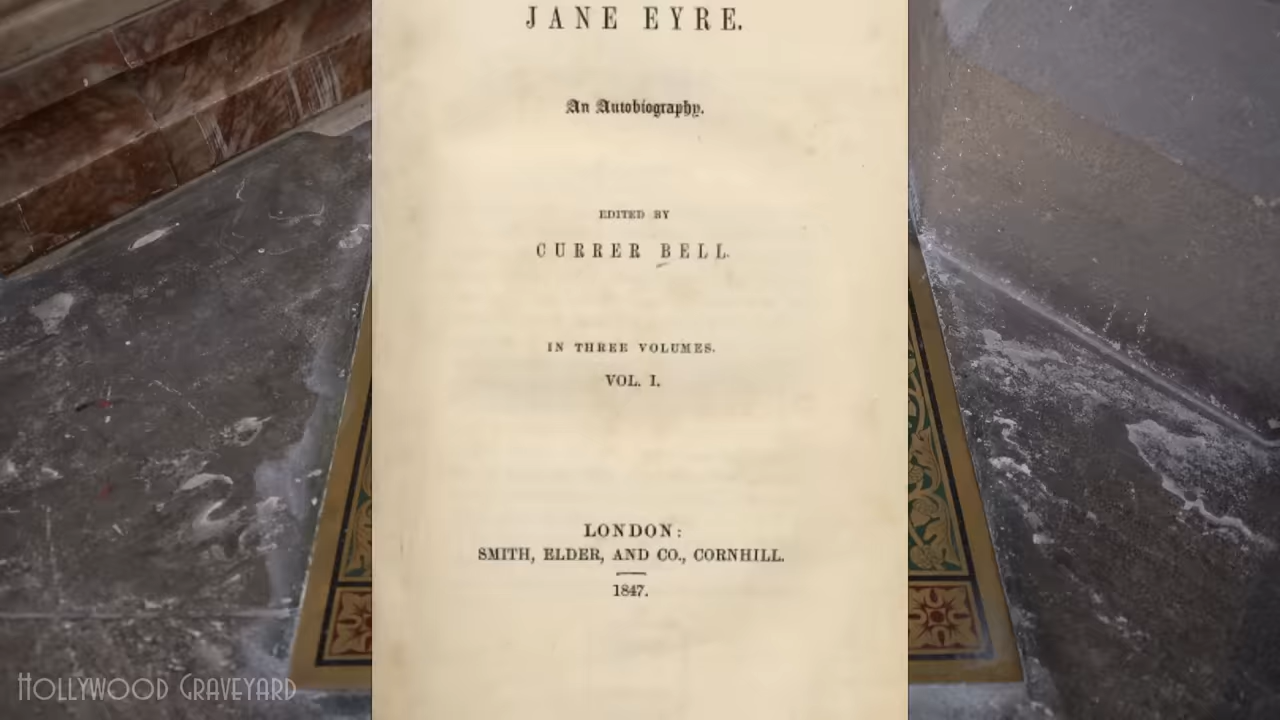 JANE EYRE.
An Autobiography.
EDITED BY
CURRER BELL.
IN THREE VOLUMES.
VOL. I.
LONDON:
SMITH, ELDER, AND CO., CORNHILL.
1847.
HOLLYWOOD GRAVEYARD